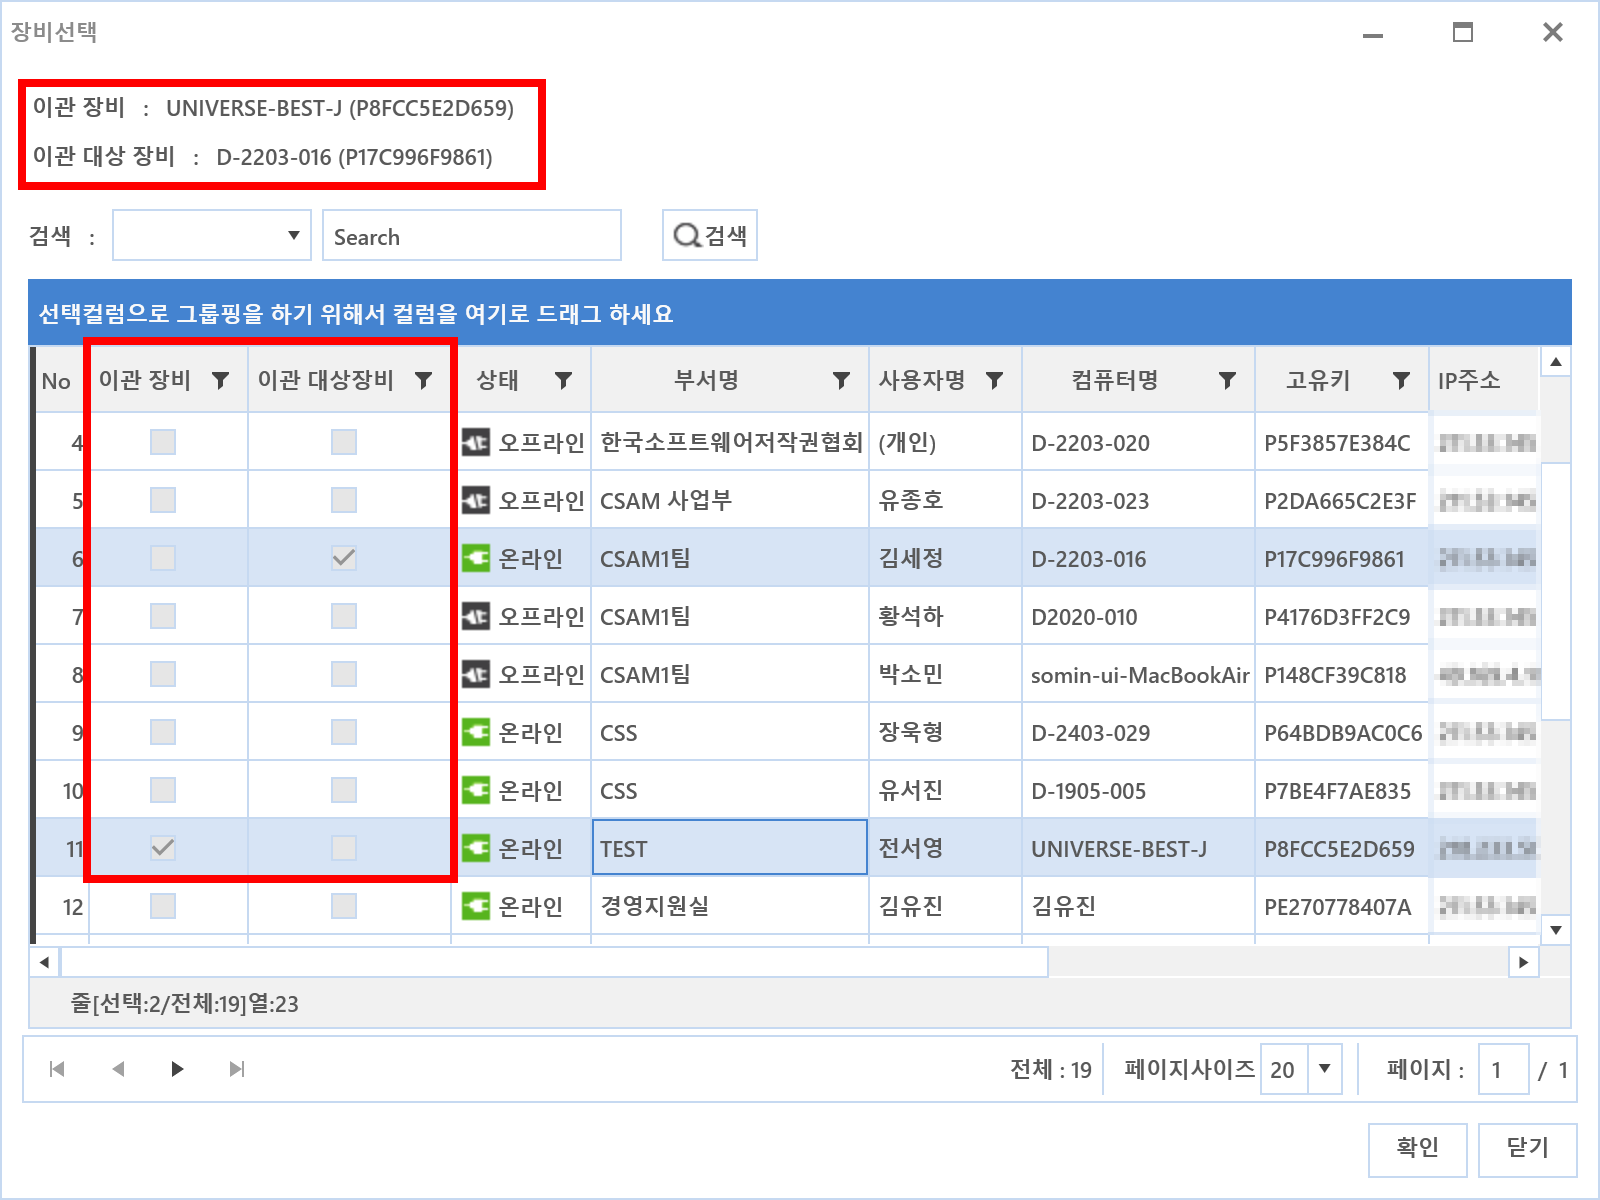 장비선택
이관 장비 : UNIVERSE-BEST-J (P8FCC5E2D659)
이관 대상 장비 : D-2203-016 (P17C996F9861)
검색 : Search 검색
선택컬럼으로 그룹핑을 하기 위해서 컬럼을 여기로 드래그 하세요
No 이관 장비 이관 대상장비 상태 부서명 사용자명 컴퓨터명 고유키 IP주소
4 오프라인 한국소프트웨어저작권협회 (개인) D-2203-020 P5F3857E384C
5 오프라인 CSAM 사업부 유종호 D-2203-023 P2DA665C2E3F
6 온라인 CSAM1팀 김세정 D-2203-016 P17C996F9861
7 오프라인 CSAM1팀 황석하 D2020-010 P4176D3FF2C9
8 오프라인 CSAM1팀 박소민 somin-ui-MacBookAir P148CF39C818
9 온라인 CSS 장욱형 D-2403-029 P64BDB9AC0C6
10 온라인 CSS 유서진 D-1905-005 P7BE4F7AE835
11 온라인 TEST 전서영 UNIVERSE-BEST-J P8FCC5E2D659
12 온라인 경영지원실 김유진 김유진 PE270778407A
줄[선택:2/전체:19]열:23
전체 : 19 페이지사이즈 20 페이지 : 1 / 1
확인 닫기